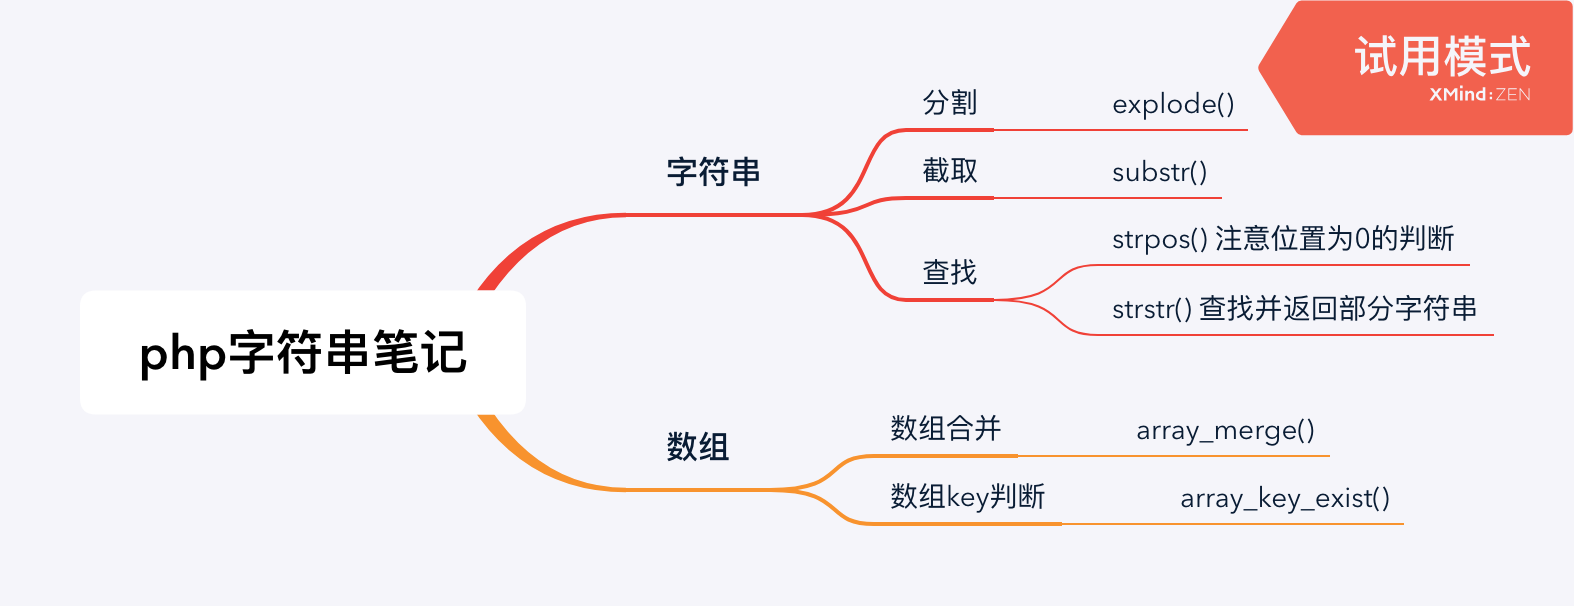 试用模式
XMind:ZEN
php字符串笔记
字符串
分割
explode()
截取
substr()
查找
strpos() 注意位置为0的判断
strstr() 查找并返回部分字符串
数组
数组合并
array_merge()
数组key判断
array_key_exist()